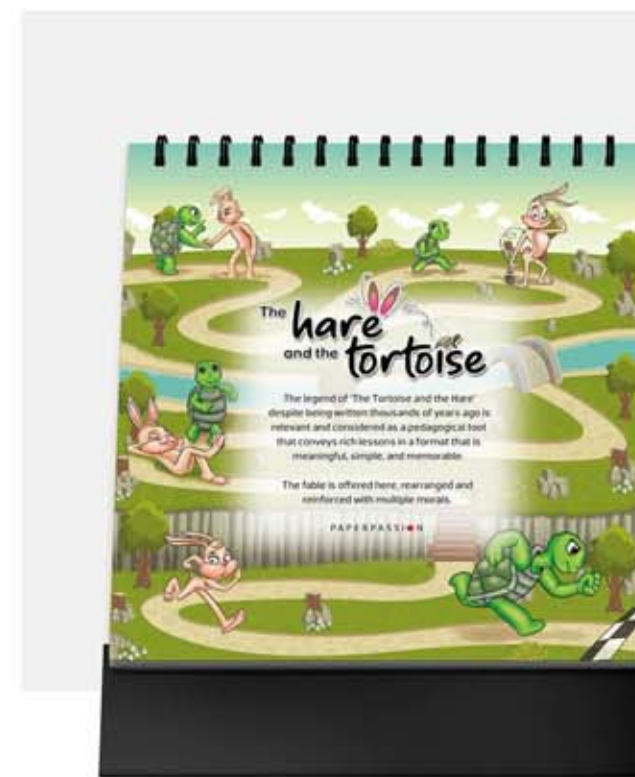 The hare
and the tortoise
The legend of 'The Tortoise and the Hare'
despite being written thousands of years ago is
relevant and considered as a pedagogical tool
that conveys rich lessons in a format that is
meaningful, simple, and memorable.
The fable is offered here, rearranged and
reinforced with multiple morals.
PAPERPASSION